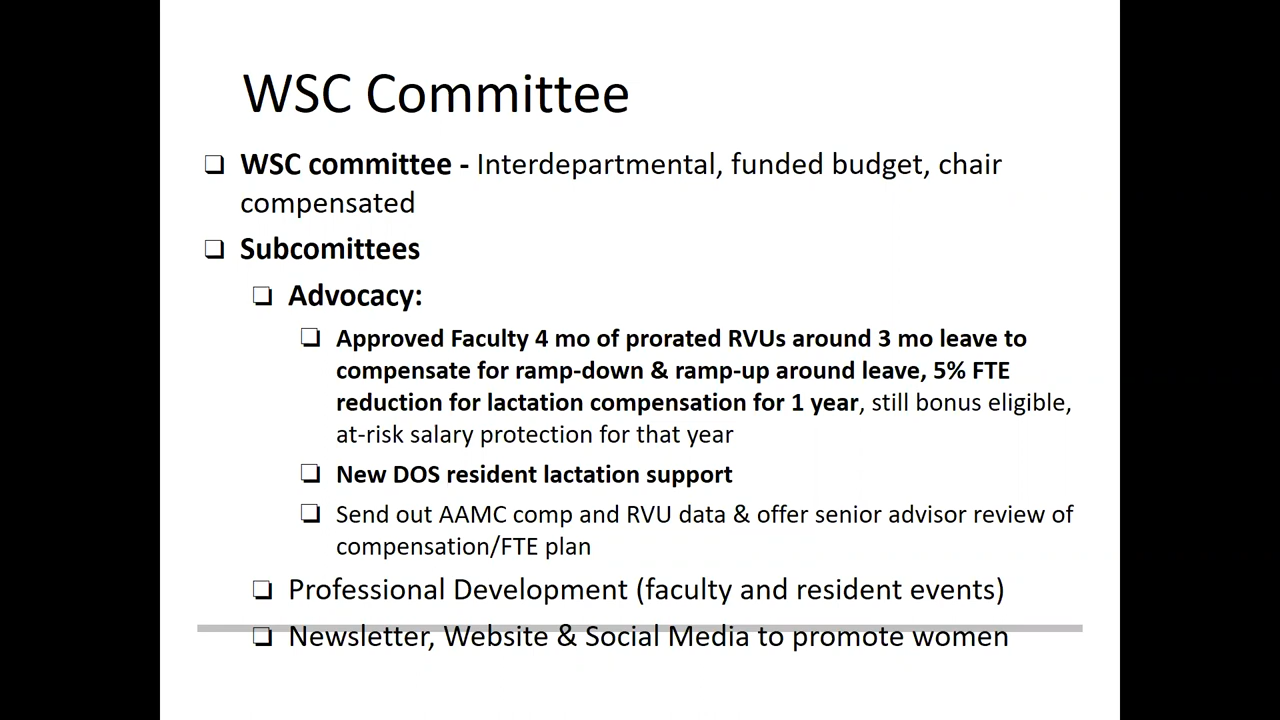 WSC Committee
❑ WSC committee - Interdepartmental, funded budget, chair
compensated
❑ Subcomittees
❑ Advocacy:
❑ Approved Faculty 4 mo of prorated RVUs around 3 mo leave to
compensate for ramp-down & ramp-up around leave, 5% FTE
reduction for lactation compensation for 1 year, still bonus eligible,
at-risk salary protection for that year
❑ New DOS resident lactation support
❑ Send out AAMC comp and RVU data & offer senior advisor review of
compensation/FTE plan
❑ Professional Development (faculty and resident events)
❑ Newsletter, Website & Social Media to promote women